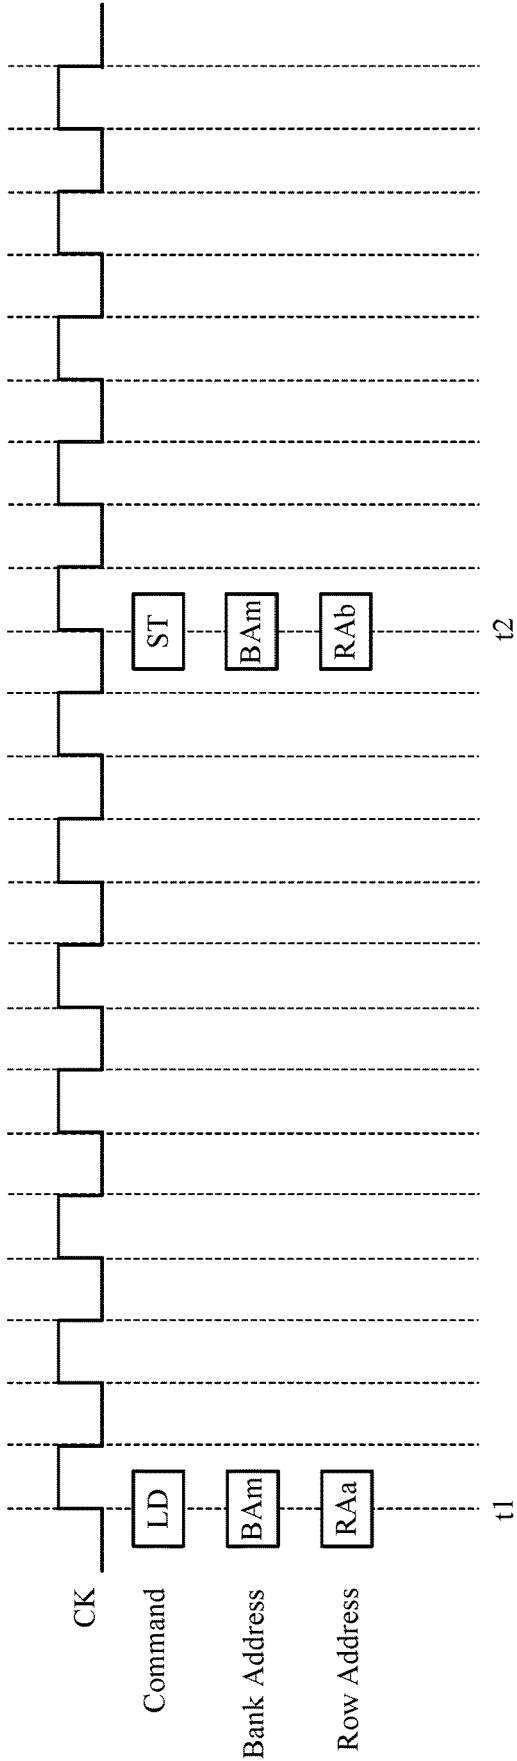 CK
Command LD ST
Bank Address BAm BAm
Row Address RAa RAb
t1 t2